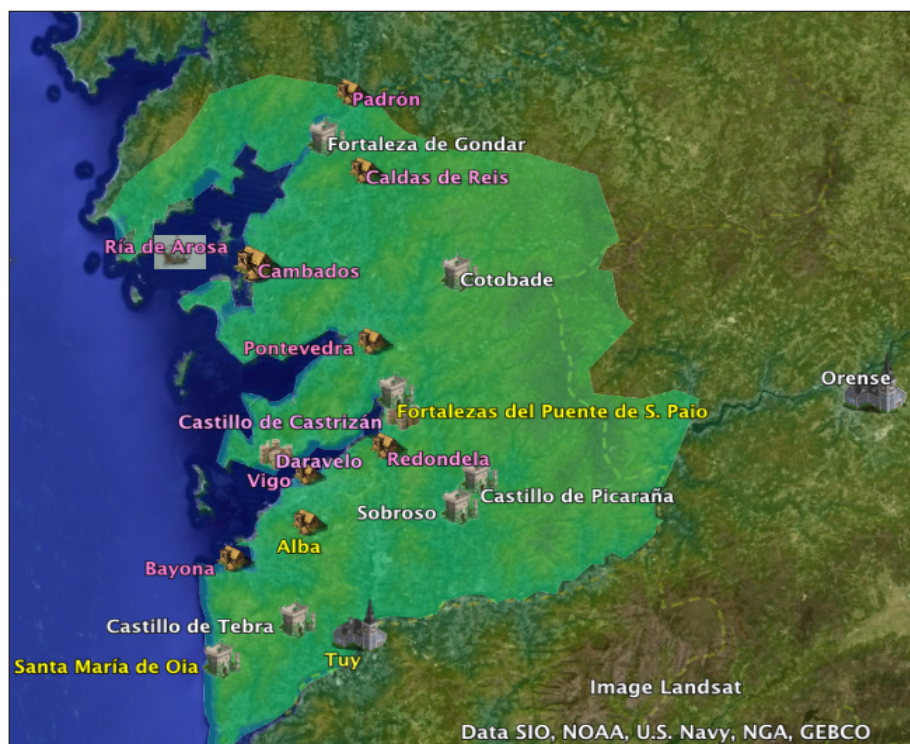 Padrón
Fortaleza de Gondar
Caldas de Reis
Ría de Arosa
Cambados
Cotobade
Pontevedra
Orense
Fortalezas del Puente de S. Paio
Castillo de Castrizán
Daravelo
Redondela
Vigo
Castillo de Picaraña
Sobroso
Alba
Bayona
Castillo de Tebra
Tuy
Santa María de Oia
Image Landsat
Data SIO, NOAA, U.S. Navy, NGA, GEBCO